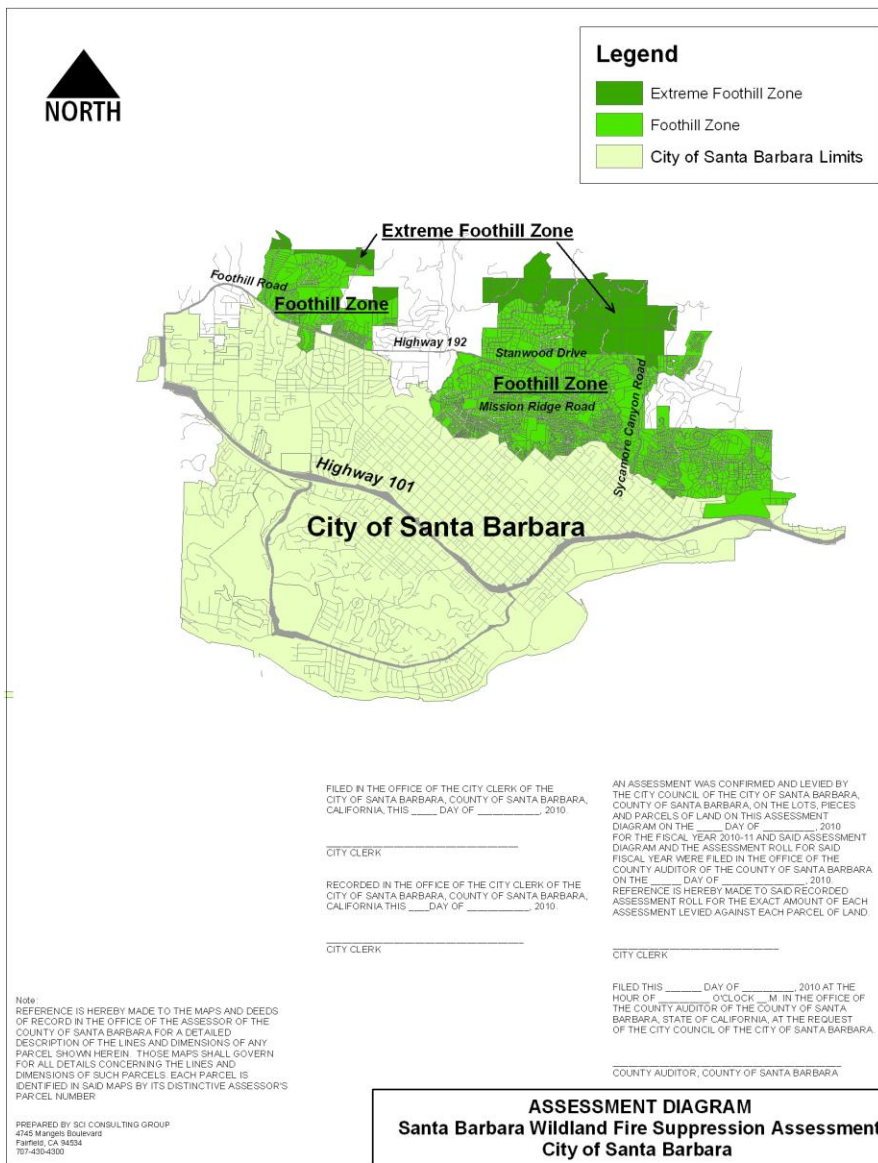 NORTH
Legend
Extreme Foothill Zone
Foothill Zone
City of Santa Barbara Limits
Extreme Foothill Zone
Foothill Road
Foothill Zone
Highway 192
Stanwood Drive
Foothill Zone
Mission Ridge Road
Sycamore Canyon Road
Highway 101
City of Santa Barbara
FILED IN THE OFFICE OF THE CITY CLERK OF THE
CITY OF SANTA BARBARA, COUNTY OF SANTA BARBARA,
CALIFORNIA, THIS _____ DAY OF ____________, 2010.
CITY CLERK
RECORDED IN THE OFFICE OF THE CITY CLERK OF THE
CITY OF SANTA BARBARA, COUNTY OF SANTA BARBARA,
CALIFORNIA THIS ____DAY OF ____________, 2010.
CITY CLERK
AN ASSESSMENT WAS CONFIRMED AND LEVIED BY
THE CITY COUNCIL OF THE CITY OF SANTA BARBARA,
COUNTY OF SANTA BARBARA, ON THE LOTS, PIECES
AND PARCELS OF LAND ON THIS ASSESSMENT
DIAGRAM ON THE _____ DAY OF __________, 2010
FOR THE FISCAL YEAR 2010-11 AND SAID ASSESSMENT
DIAGRAM AND THE ASSESSMENT ROLL FOR SAID
FISCAL YEAR WERE FILED IN THE OFFICE OF THE
COUNTY AUDITOR OF THE COUNTY OF SANTA BARBARA
ON THE ______ DAY OF ________________, 2010.
REFERENCE IS HEREBY MADE TO SAID RECORDED
ASSESSMENT ROLL FOR THE EXACT AMOUNT OF EACH
ASSESSMENT LEVIED AGAINST EACH PARCEL OF LAND.
CITY CLERK
FILED THIS _______ DAY OF __________, 2010 AT THE
HOUR OF __________ O'CLOCK __M. IN THE OFFICE OF
THE COUNTY AUDITOR OF THE COUNTY OF SANTA
BARBARA, STATE OF CALIFORNIA, AT THE REQUEST
OF THE CITY COUNCIL OF THE CITY OF SANTA BARBARA.
COUNTY AUDITOR, COUNTY OF SANTA BARBARA
Note:
REFERENCE IS HEREBY MADE TO THE MAPS AND DEEDS
OF RECORD IN THE OFFICE OF THE ASSESSOR OF THE
COUNTY OF SANTA BARBARA FOR A DETAILED
DESCRIPTION OF THE LINES AND DIMENSIONS OF ANY
PARCEL SHOWN HEREIN. THOSE MAPS SHALL GOVERN
FOR ALL DETAILS CONCERNING THE LINES AND
DIMENSIONS OF SUCH PARCELS. EACH PARCEL IS
IDENTIFIED IN SAID MAPS BY ITS DISTINCTIVE ASSESSOR'S
PARCEL NUMBER
PREPARED BY SCI CONSULTING GROUP
4745 Mangels Boulevard
Fairfield, CA 94534
707-430-4300
ASSESSMENT DIAGRAM
Santa Barbara Wildland Fire Suppression Assessment
City of Santa Barbara